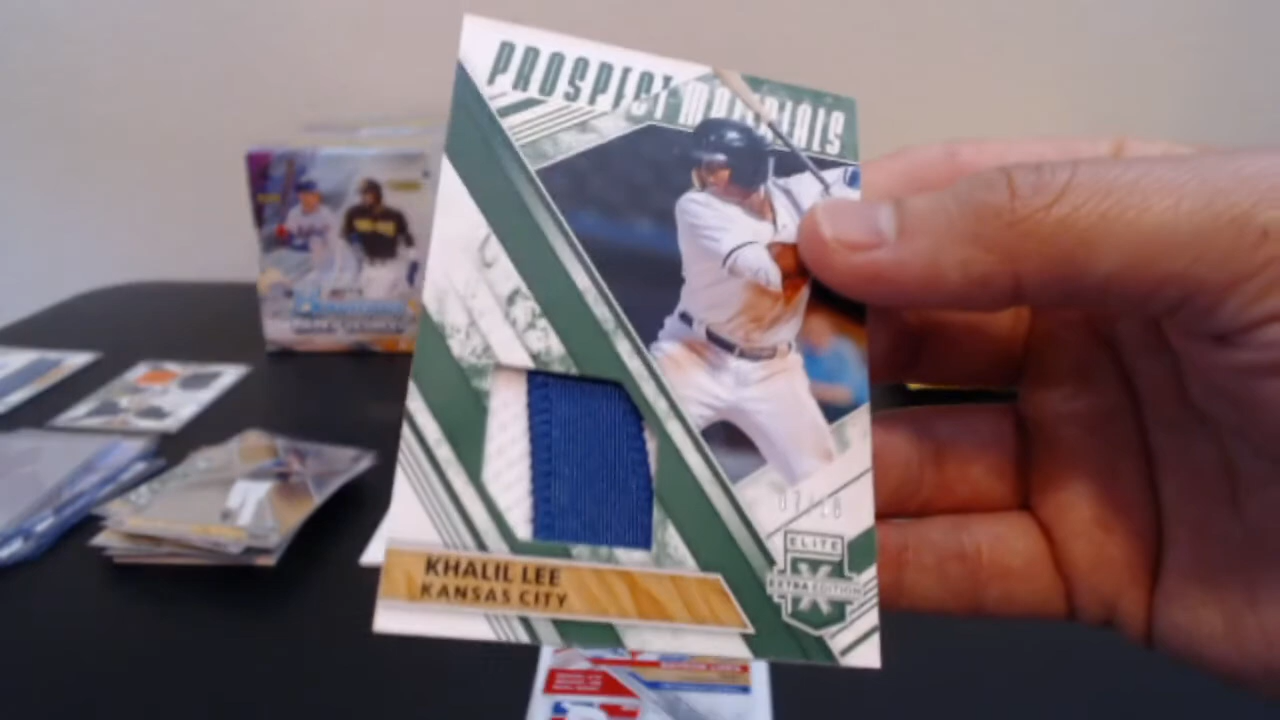 PROSPECT MATERIALS
KHALIL LEE
KANSAS CITY
ELITE
EXTRA EDITION